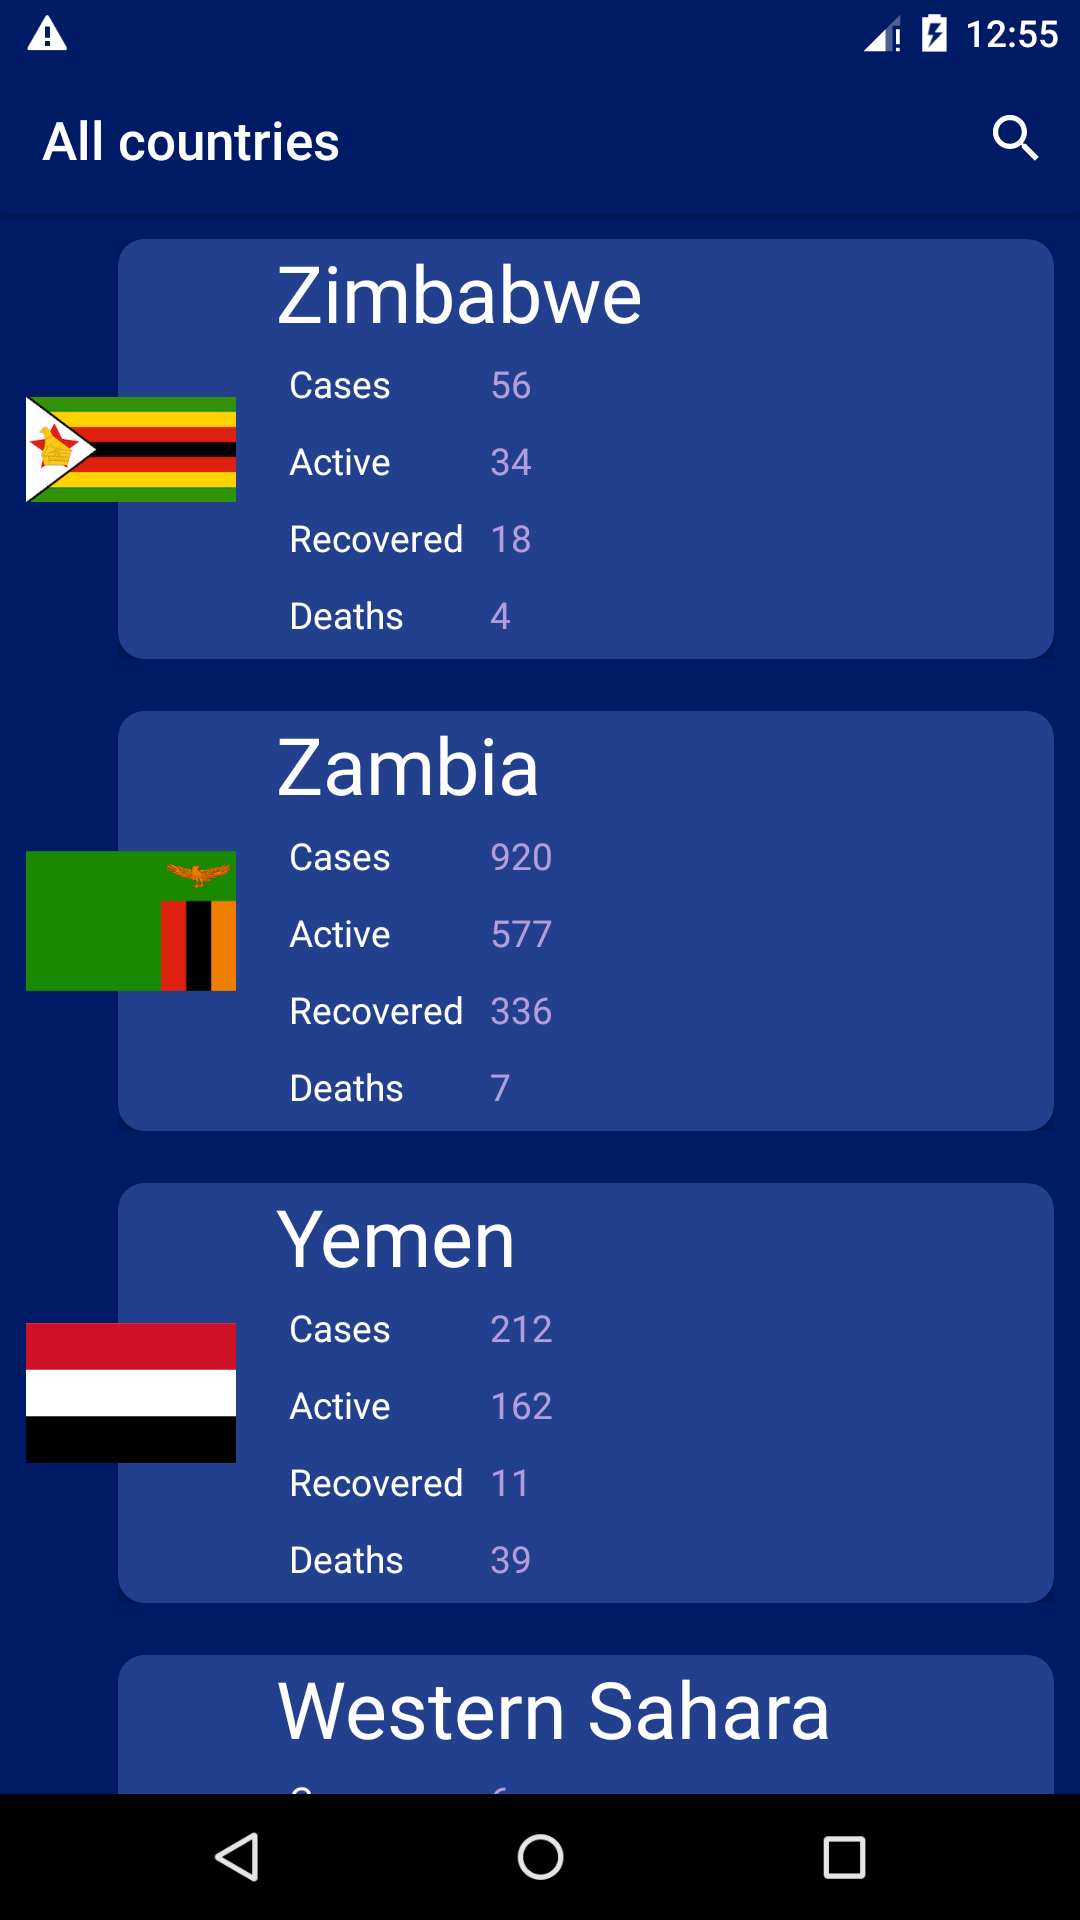 12:55
All countries
Zimbabwe
Cases 56
Active 34
Recovered 18
Deaths 4
Zambia
Cases 920
Active 577
Recovered 336
Deaths 7
Yemen
Cases 212
Active 162
Recovered 11
Deaths 39
Western Sahara